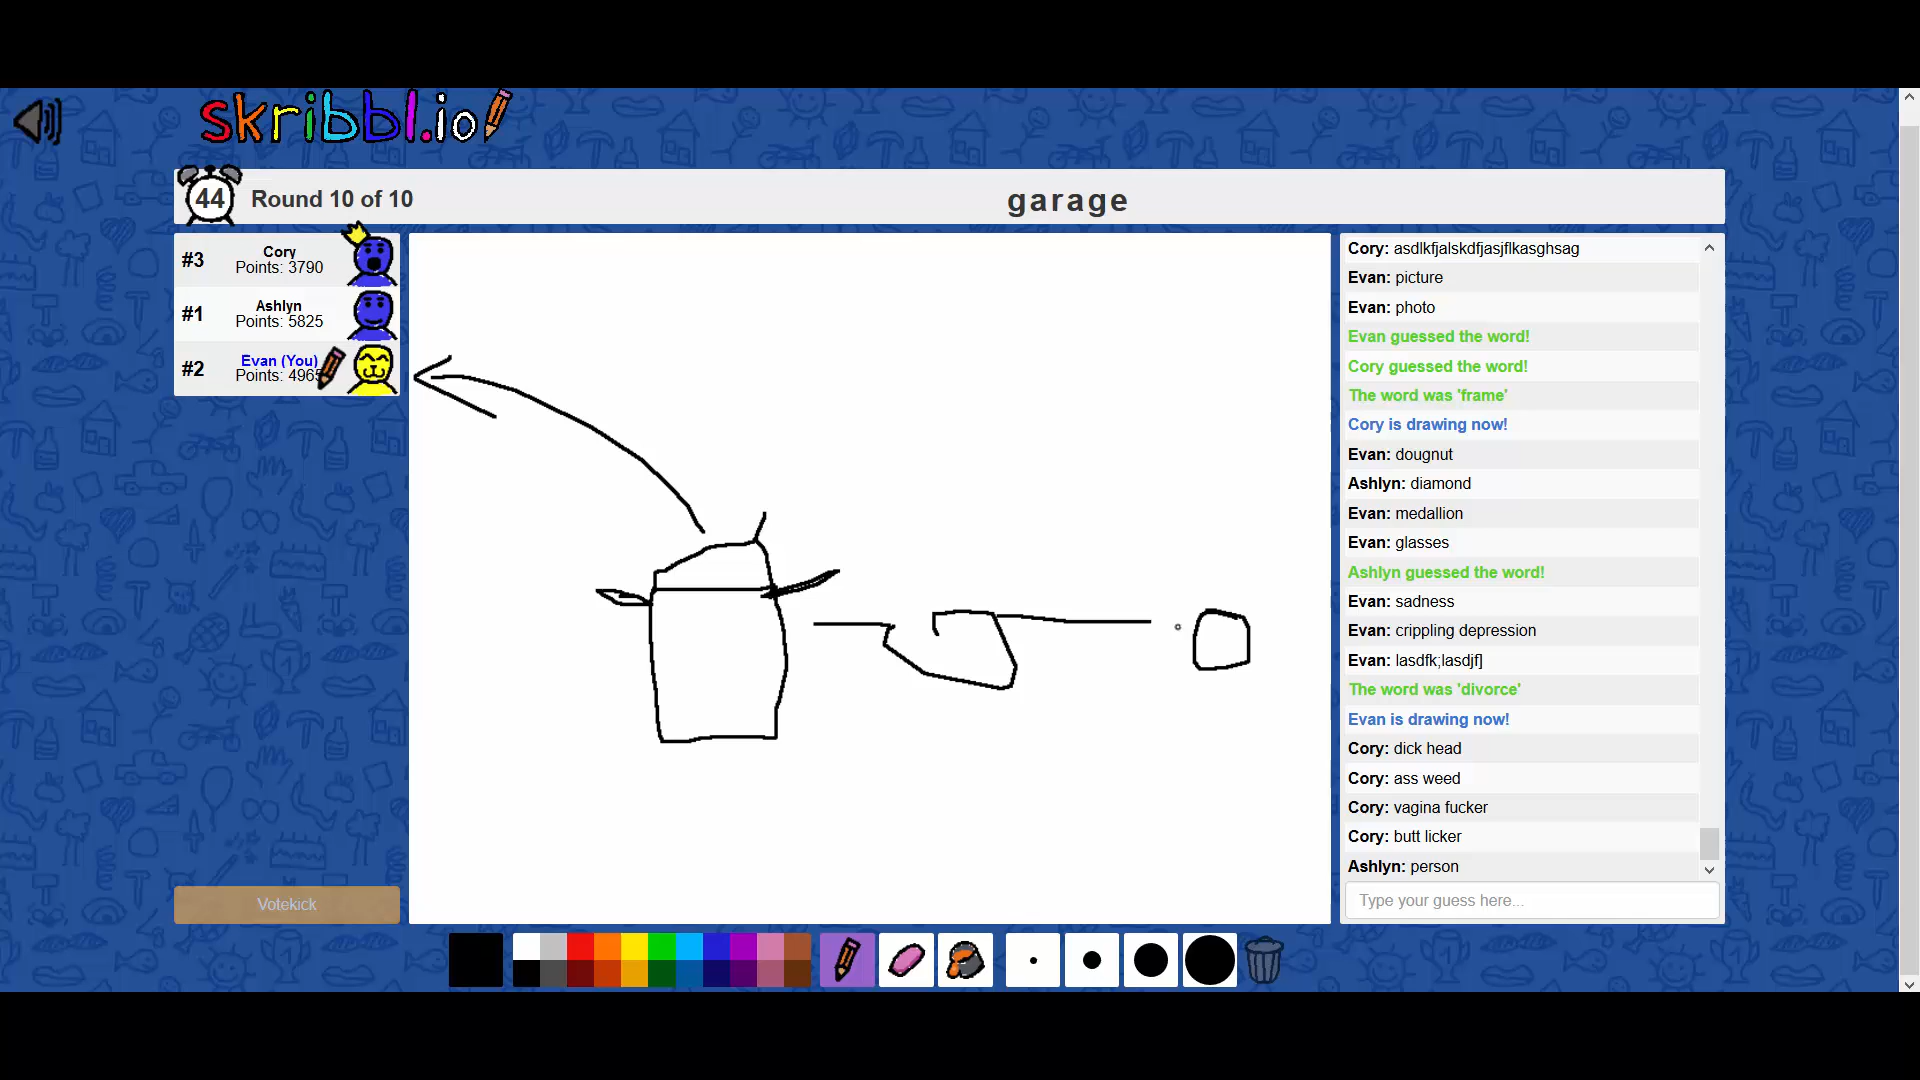 skribbl.io
44
Round 10 of 10
garage
#3
Cory
Points: 3790
#1
Ashlyn
Points: 5825
#2
Evan (You)
Points: 4965
Votekick
Cory: asdlkfjalskdfjasjflkasghsag
Evan: picture
Evan: photo
Evan guessed the word!
Cory guessed the word!
The word was 'frame'
Cory is drawing now!
Evan: dougnut
Ashlyn: diamond
Evan: medallion
Evan: glasses
Ashlyn guessed the word!
Evan: sadness
Evan: crippling depression
Evan: lasdfk;lasdjf]
The word was 'divorce'
Evan is drawing now!
Cory: dick head
Cory: ass weed
Cory: vagina fucker
Cory: butt licker
Ashlyn: person
Type your guess here...